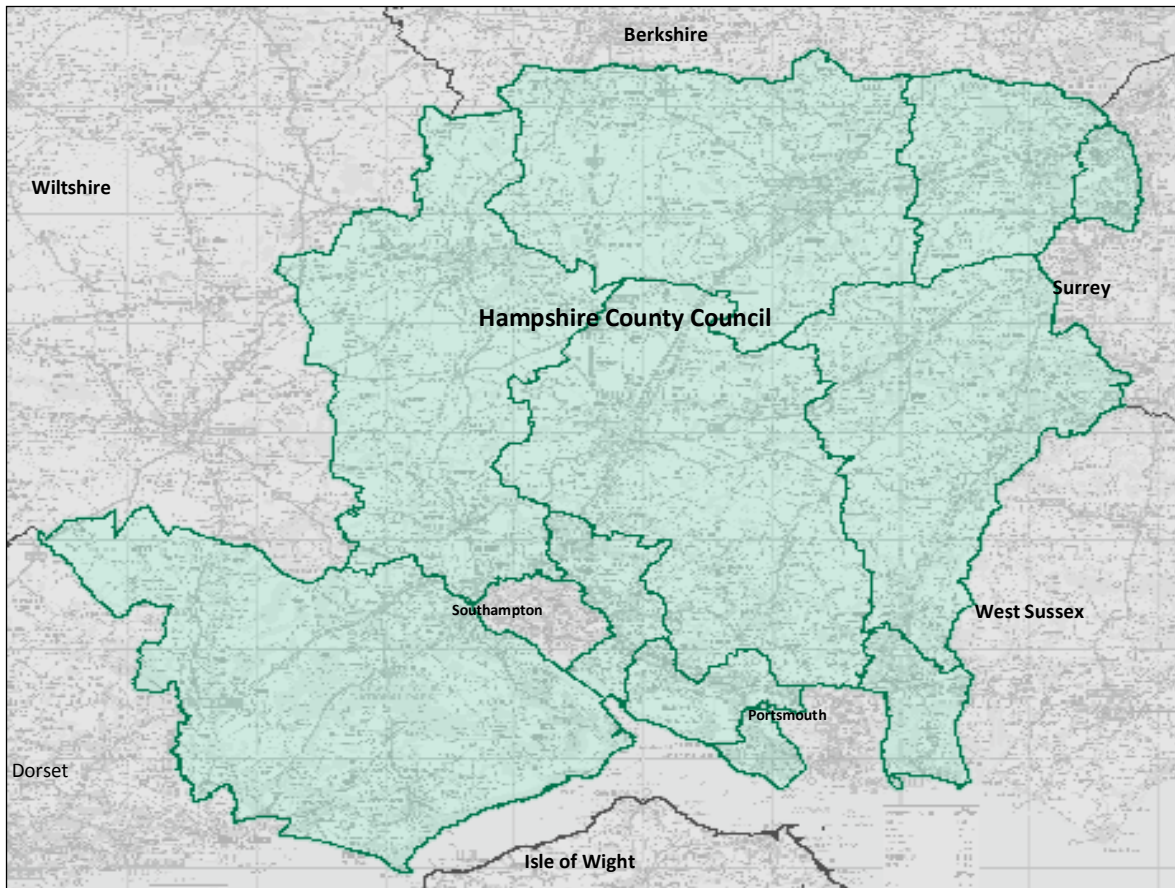 Berkshire
Wiltshire
Surrey
Hampshire County Council
Southampton
West Sussex
Portsmouth
Dorset
Isle of Wight